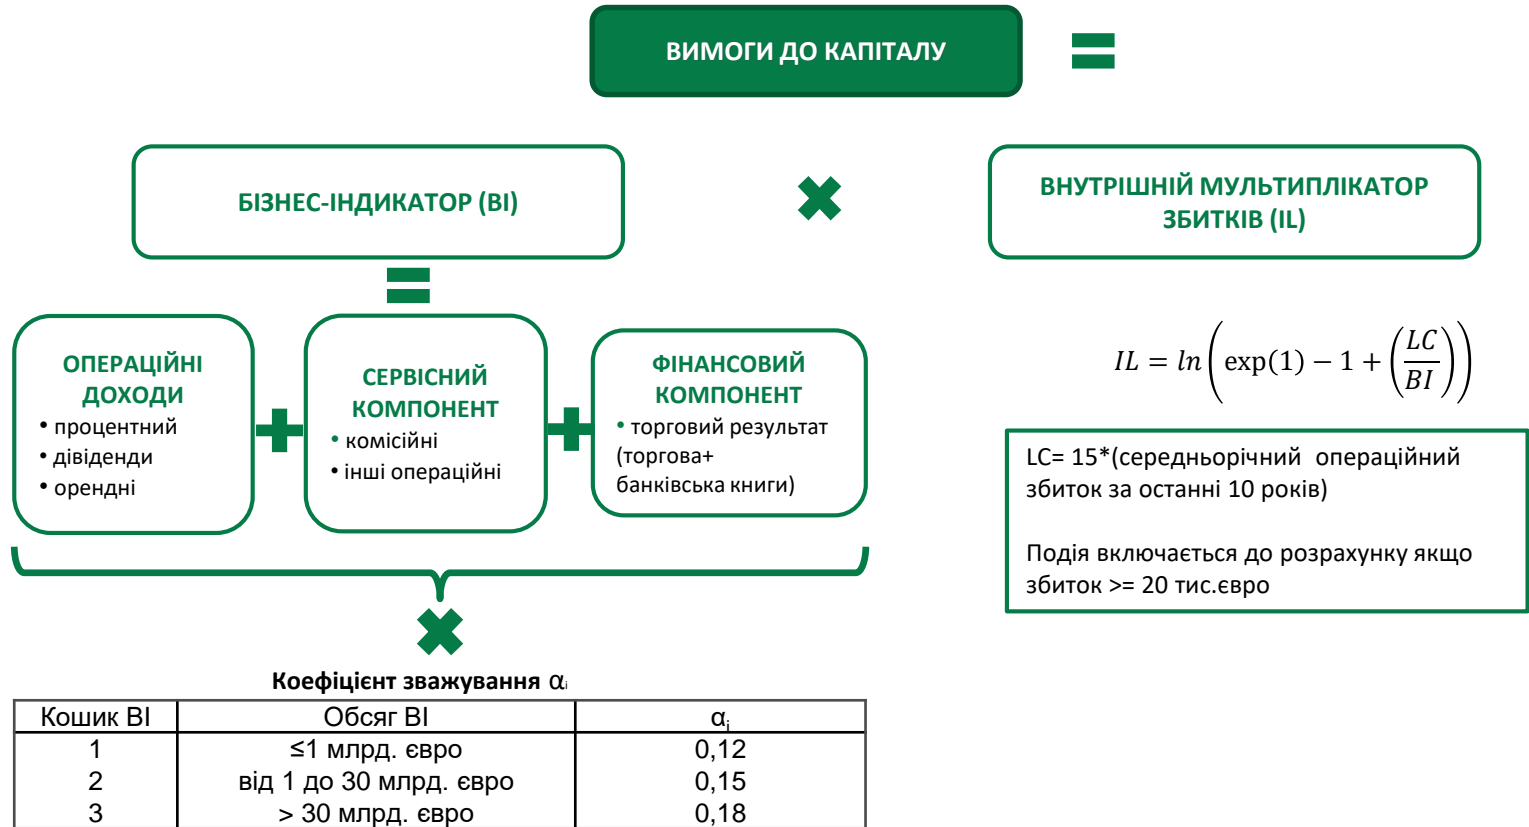 ВИМОГИ ДО КАПІТАЛУ
БІЗНЕС-ІНДИКАТОР (BI)
ВНУТРІШНІЙ МУЛЬТИПЛІКАТОР
ЗБИТКІВ (IL)
ОПЕРАЦІЙНІ
ДОХОДИ
• процентний
• дівіденди
• орендні
СЕРВІСНИЙ
КОМПОНЕНТ
• комісійні
• інші операційні
ФІНАНСОВИЙ
КОМПОНЕНТ
• торговий результат
(торгова+
банківська книги)
IL = ln(exp(1) − 1 + (LC/BI))
LC= 15*(середньорічний операційний
збиток за останні 10 років)
Подія включається до розрахунку якщо
збиток >= 20 тис.євро
Коефіцієнт зважування αi
Кошик BI Обсяг BI αi
1 ≤1 млрд. євро 0,12
2 від 1 до 30 млрд. євро 0,15
3 > 30 млрд. євро 0,18